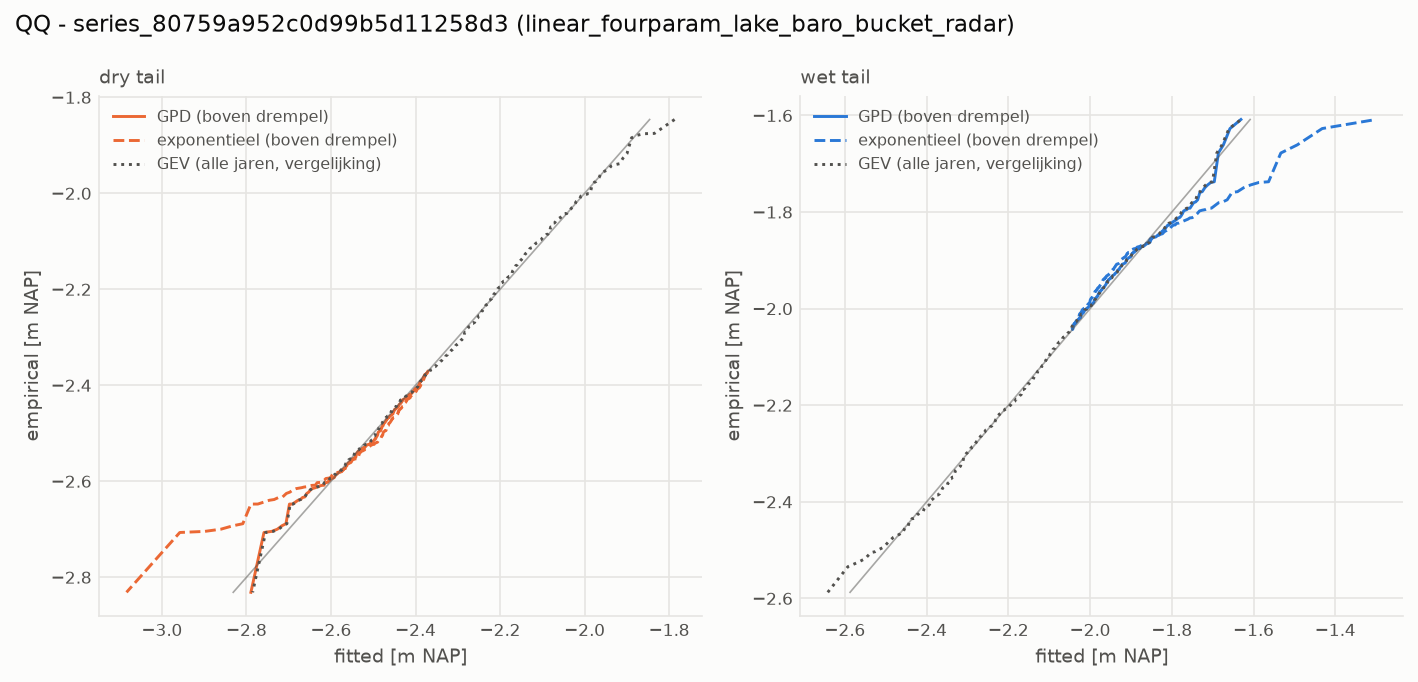 QQ - series_80759a952c0d99b5d11258d3 (linear_fourparam_lake_baro_bucket_radar)
dry tail
GPD (boven drempel)
exponentieel (boven drempel)
GEV (alle jaren, vergelijking)
−1.8
−2.0
−2.2
−2.4
−2.6
−2.8
empirical [m NAP]
−3.0
−2.8
−2.6
−2.4
−2.2
−2.0
−1.8
fitted [m NAP]
wet tail
GPD (boven drempel)
exponentieel (boven drempel)
GEV (alle jaren, vergelijking)
−1.6
−1.8
−2.0
−2.2
−2.4
−2.6
empirical [m NAP]
−2.6
−2.4
−2.2
−2.0
−1.8
−1.6
−1.4
fitted [m NAP]